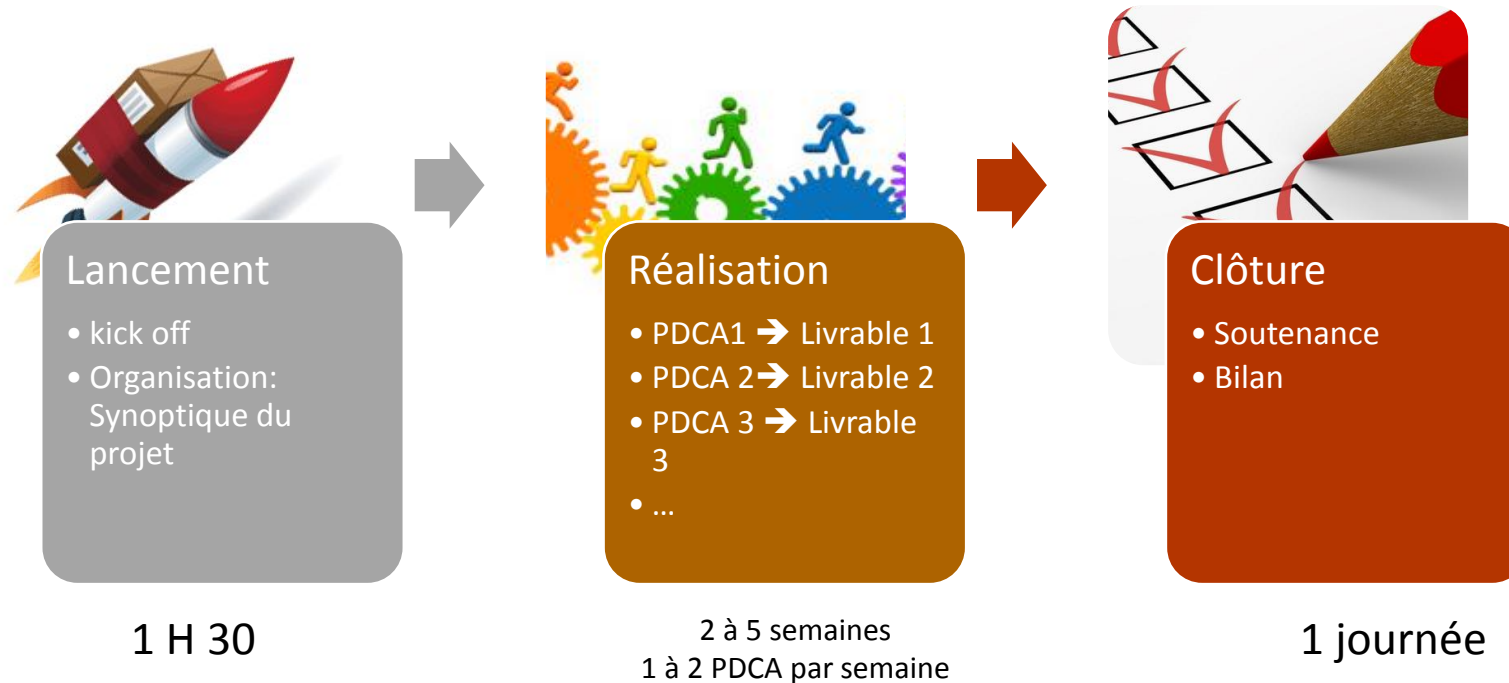 Lancement
• kick off
• Organisation:
Synoptique du
projet
1 H 30
Réalisation
• PDCA1 ➔ Livrable 1
• PDCA 2➔ Livrable 2
• PDCA 3 ➔ Livrable
3
• ...
2 à 5 semaines
1 à 2 PDCA par semaine
Clôture
• Soutenance
• Bilan
1 journée